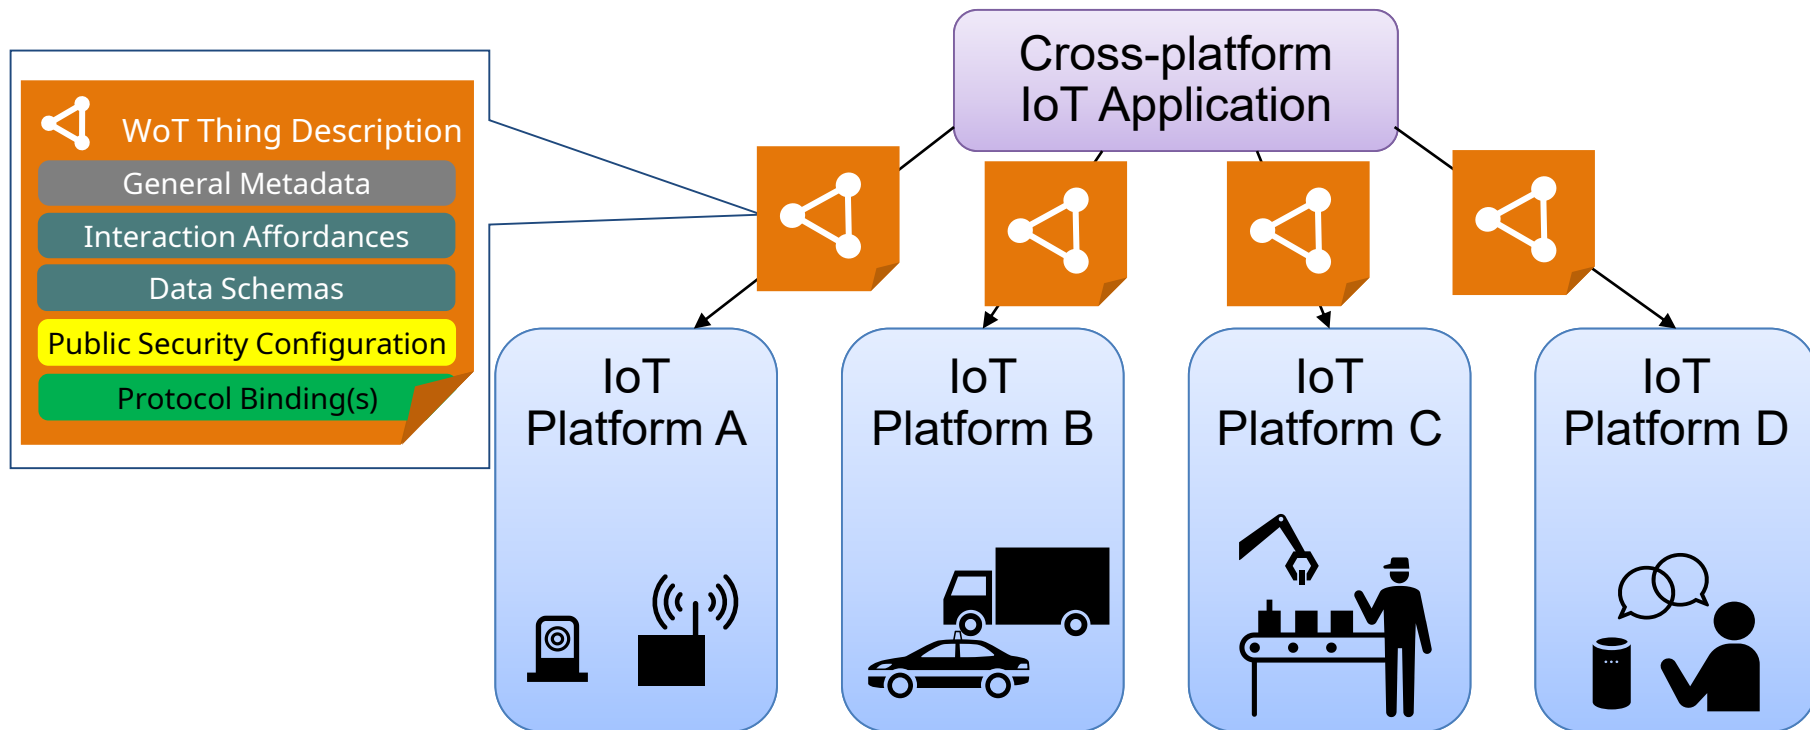 Cross-platform
IoT Application
WoT Thing Description
General Metadata
Interaction Affordances
Data Schemas
Public Security Configuration
Protocol Binding(s)
IoT
Platform A
IoT
Platform B
IoT
Platform C
IoT
Platform D